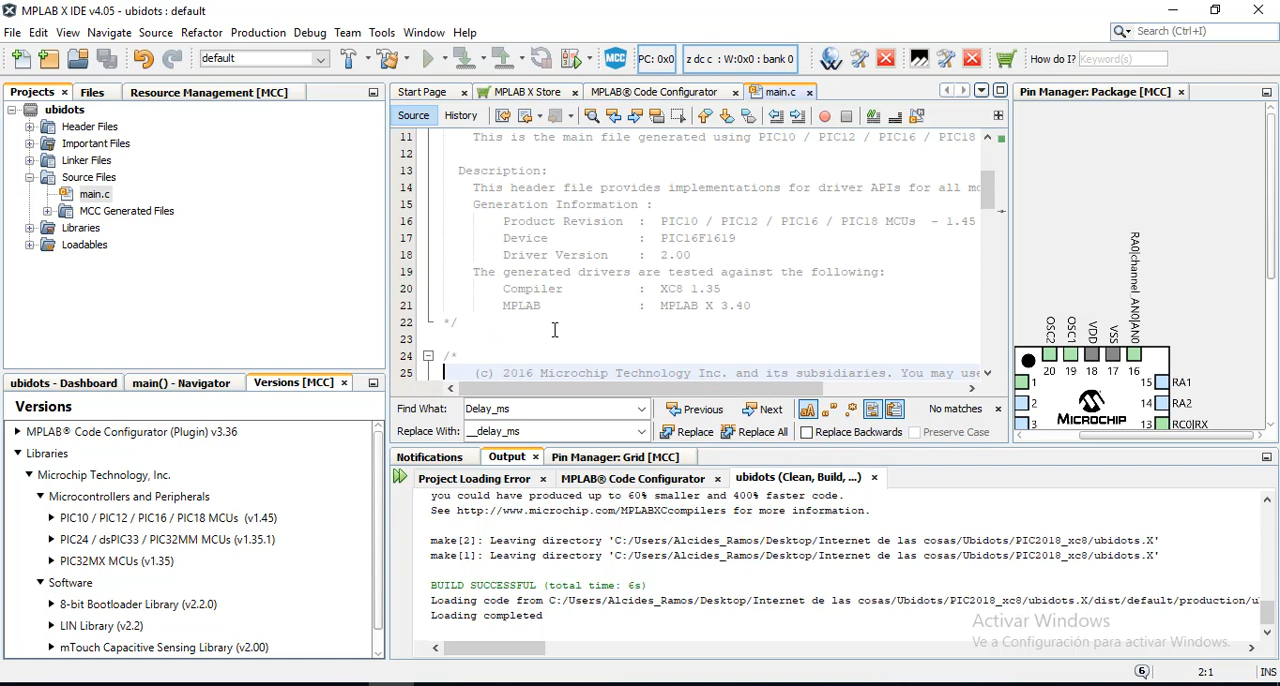 MPLAB X IDE v4.05 - ubidots : default
File Edit View Navigate Source Refactor Production Debug Team Tools Window Help
Search (Ctrl+I)
default
MCC
PC: 0x0
z dc c : W:0x0 : bank 0
How do I? Keyword(s)
Projects Files Resource Management [MCC]
ubidots
Header Files
Important Files
Linker Files
Source Files
main.c
MCC Generated Files
Libraries
Loadables
ubidots - Dashboard main() - Navigator Versions [MCC]
Versions
MPLAB® Code Configurator (Plugin) v3.36
Libraries
Microchip Technology, Inc.
Microcontrollers and Peripherals
PIC10 / PIC12 / PIC16 / PIC18 MCUs (v1.45)
PIC24 / dsPIC33 / PIC32MM MCUs (v1.35.1)
PIC32MX MCUs (v1.35)
Software
8-bit Bootloader Library (v2.2.0)
LIN Library (v2.2)
mTouch Capacitive Sensing Library (v2.00)
Start Page MPLAB X Store MPLAB® Code Configurator main.c
Source History
11 This is the main file generated using PIC10 / PIC12 / PIC16 / PIC18
12
13 Description:
14 This header file provides implementations for driver APIs for all mo
15 Generation Information :
16 Product Revision : PIC10 / PIC12 / PIC16 / PIC18 MCUs - 1.45
17 Device : PIC16F1619
18 Driver Version : 2.00
19 The generated drivers are tested against the following:
20 Compiler : XC8 1.35
21 MPLAB : MPLAB X 3.40
22 */
23
24 /*
25 (c) 2016 Microchip Technology Inc. and its subsidiaries. You may use
Find What: Delay_ms Previous Next No matches
Replace With: __delay_ms Replace Replace All Replace Backwards Preserve Case
Pin Manager: Package [MCC]
RA0|channel_AN0|AN0
OSC2 OSC1 VDD VSS
20 19 18 17 16
1 15 RA1
2 14 RA2
3 13 RC0|RX
MICROCHIP
Notifications Output Pin Manager: Grid [MCC]
Project Loading Error MPLAB® Code Configurator ubidots (Clean, Build, ...)
you could have produced up to 60% smaller and 400% faster code.
See http://www.microchip.com/MPLABXCcompilers for more information.
make[2]: Leaving directory 'C:/Users/Alcides_Ramos/Desktop/Internet de las cosas/Ubidots/PIC2018_xc8/ubidots.X'
make[1]: Leaving directory 'C:/Users/Alcides_Ramos/Desktop/Internet de las cosas/Ubidots/PIC2018_xc8/ubidots.X'
BUILD SUCCESSFUL (total time: 6s)
Loading code from C:/Users/Alcides_Ramos/Desktop/Internet de las cosas/Ubidots/PIC2018_xc8/ubidots.X/dist/default/production/u
Loading completed
Activar Windows
Ve a Configuración para activar Windows.
6 2:1 INS